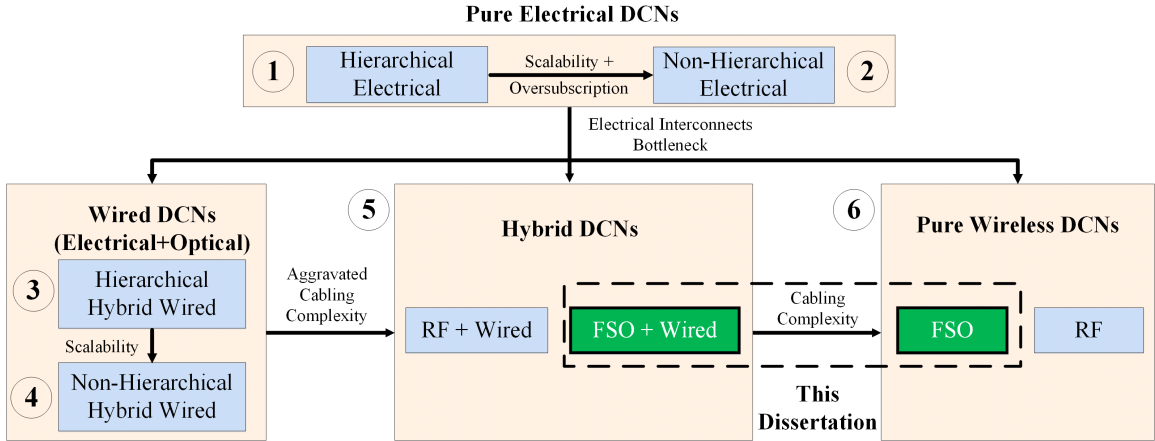 Pure Electrical DCNs
1
Hierarchical
Electrical
Scalability +
Oversubscription
Non-Hierarchical
Electrical
2
Electrical Interconnects
Bottleneck
Wired DCNs
(Electrical+Optical)
3
Hierarchical
Hybrid Wired
Scalability
4
Non-Hierarchical
Hybrid Wired
Aggravated
Cabling
Complexity
5
Hybrid DCNs
RF + Wired
FSO + Wired
Cabling
Complexity
6
Pure Wireless DCNs
FSO
RF
This
Dissertation